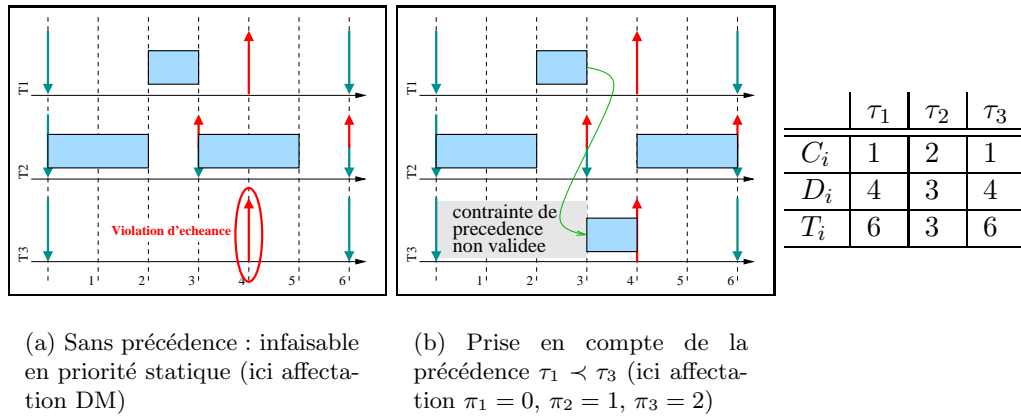 T1
T2
T3
Violation d'echeance
1 2 3 4 5 6
T1
T2
T3
contrainte de
precedence
non validee
1 2 3 4 5 6
τ₁ τ₂ τ₃
Cᵢ 1 2 1
Dᵢ 4 3 4
Tᵢ 6 3 6
(a) Sans précédence : infaisable
en priorité statique (ici affecta-
tion DM)
(b) Prise en compte de la
précédence τ₁ ≺ τ₃ (ici affec-
tation π₁ = 0, π₂ = 1, π₃ = 2)